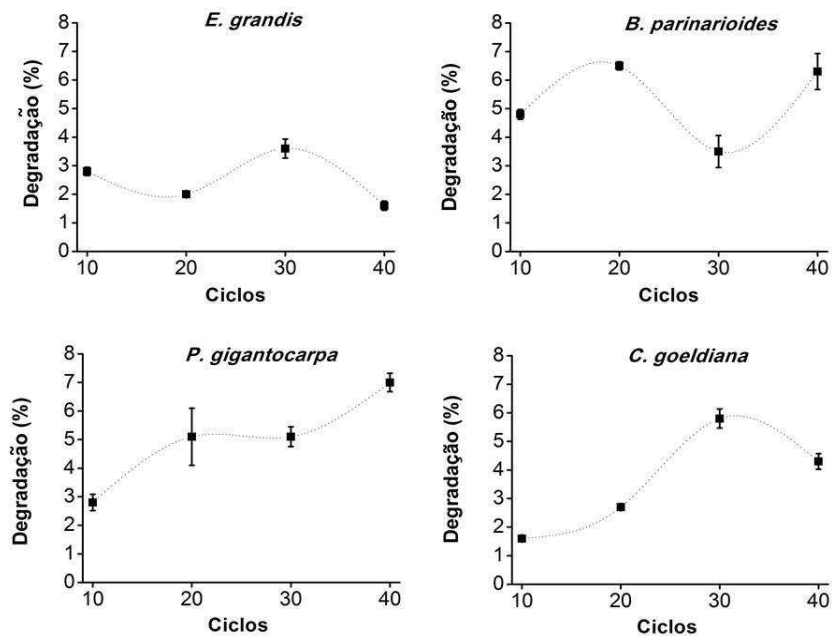 E. grandis
Degradação (%)
8
7
6
5
4
3
2
1
0
10 20 30 40
Ciclos
B. parinarioides
Degradação (%)
8
7
6
5
4
3
2
1
0
10 20 30 40
Ciclos
P. gigantocarpa
Degradação (%)
8
7
6
5
4
3
2
1
0
10 20 30 40
Ciclos
C. goeldiana
Degradação (%)
8
7
6
5
4
3
2
1
0
10 20 30 40
Ciclos